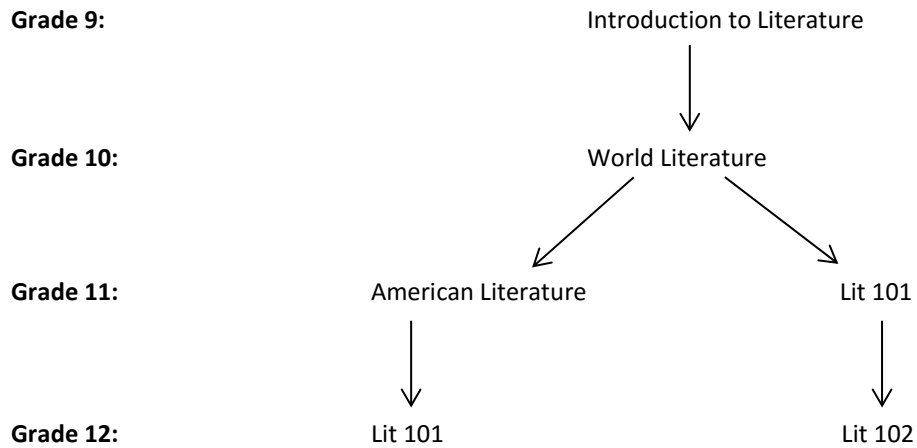 Grade 9: Introduction to Literature
Grade 10: World Literature
Grade 11: American Literature Lit 101
Grade 12: Lit 101 Lit 102